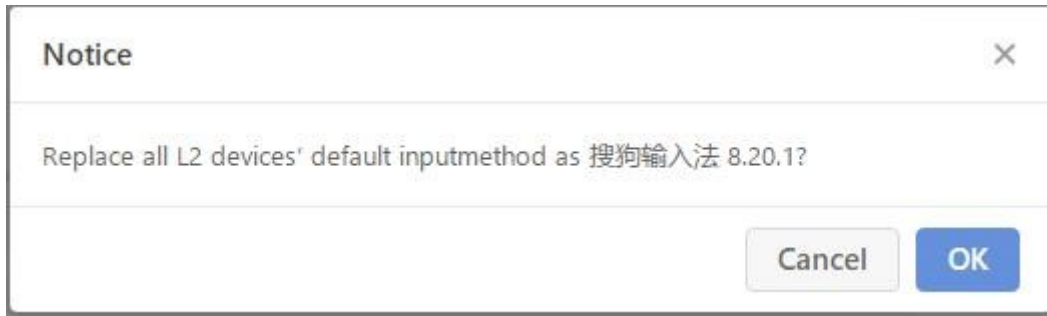 Notice
Replace all L2 devices' default inputmethod as 搜狗输入法 8.20.1?
Cancel
OK